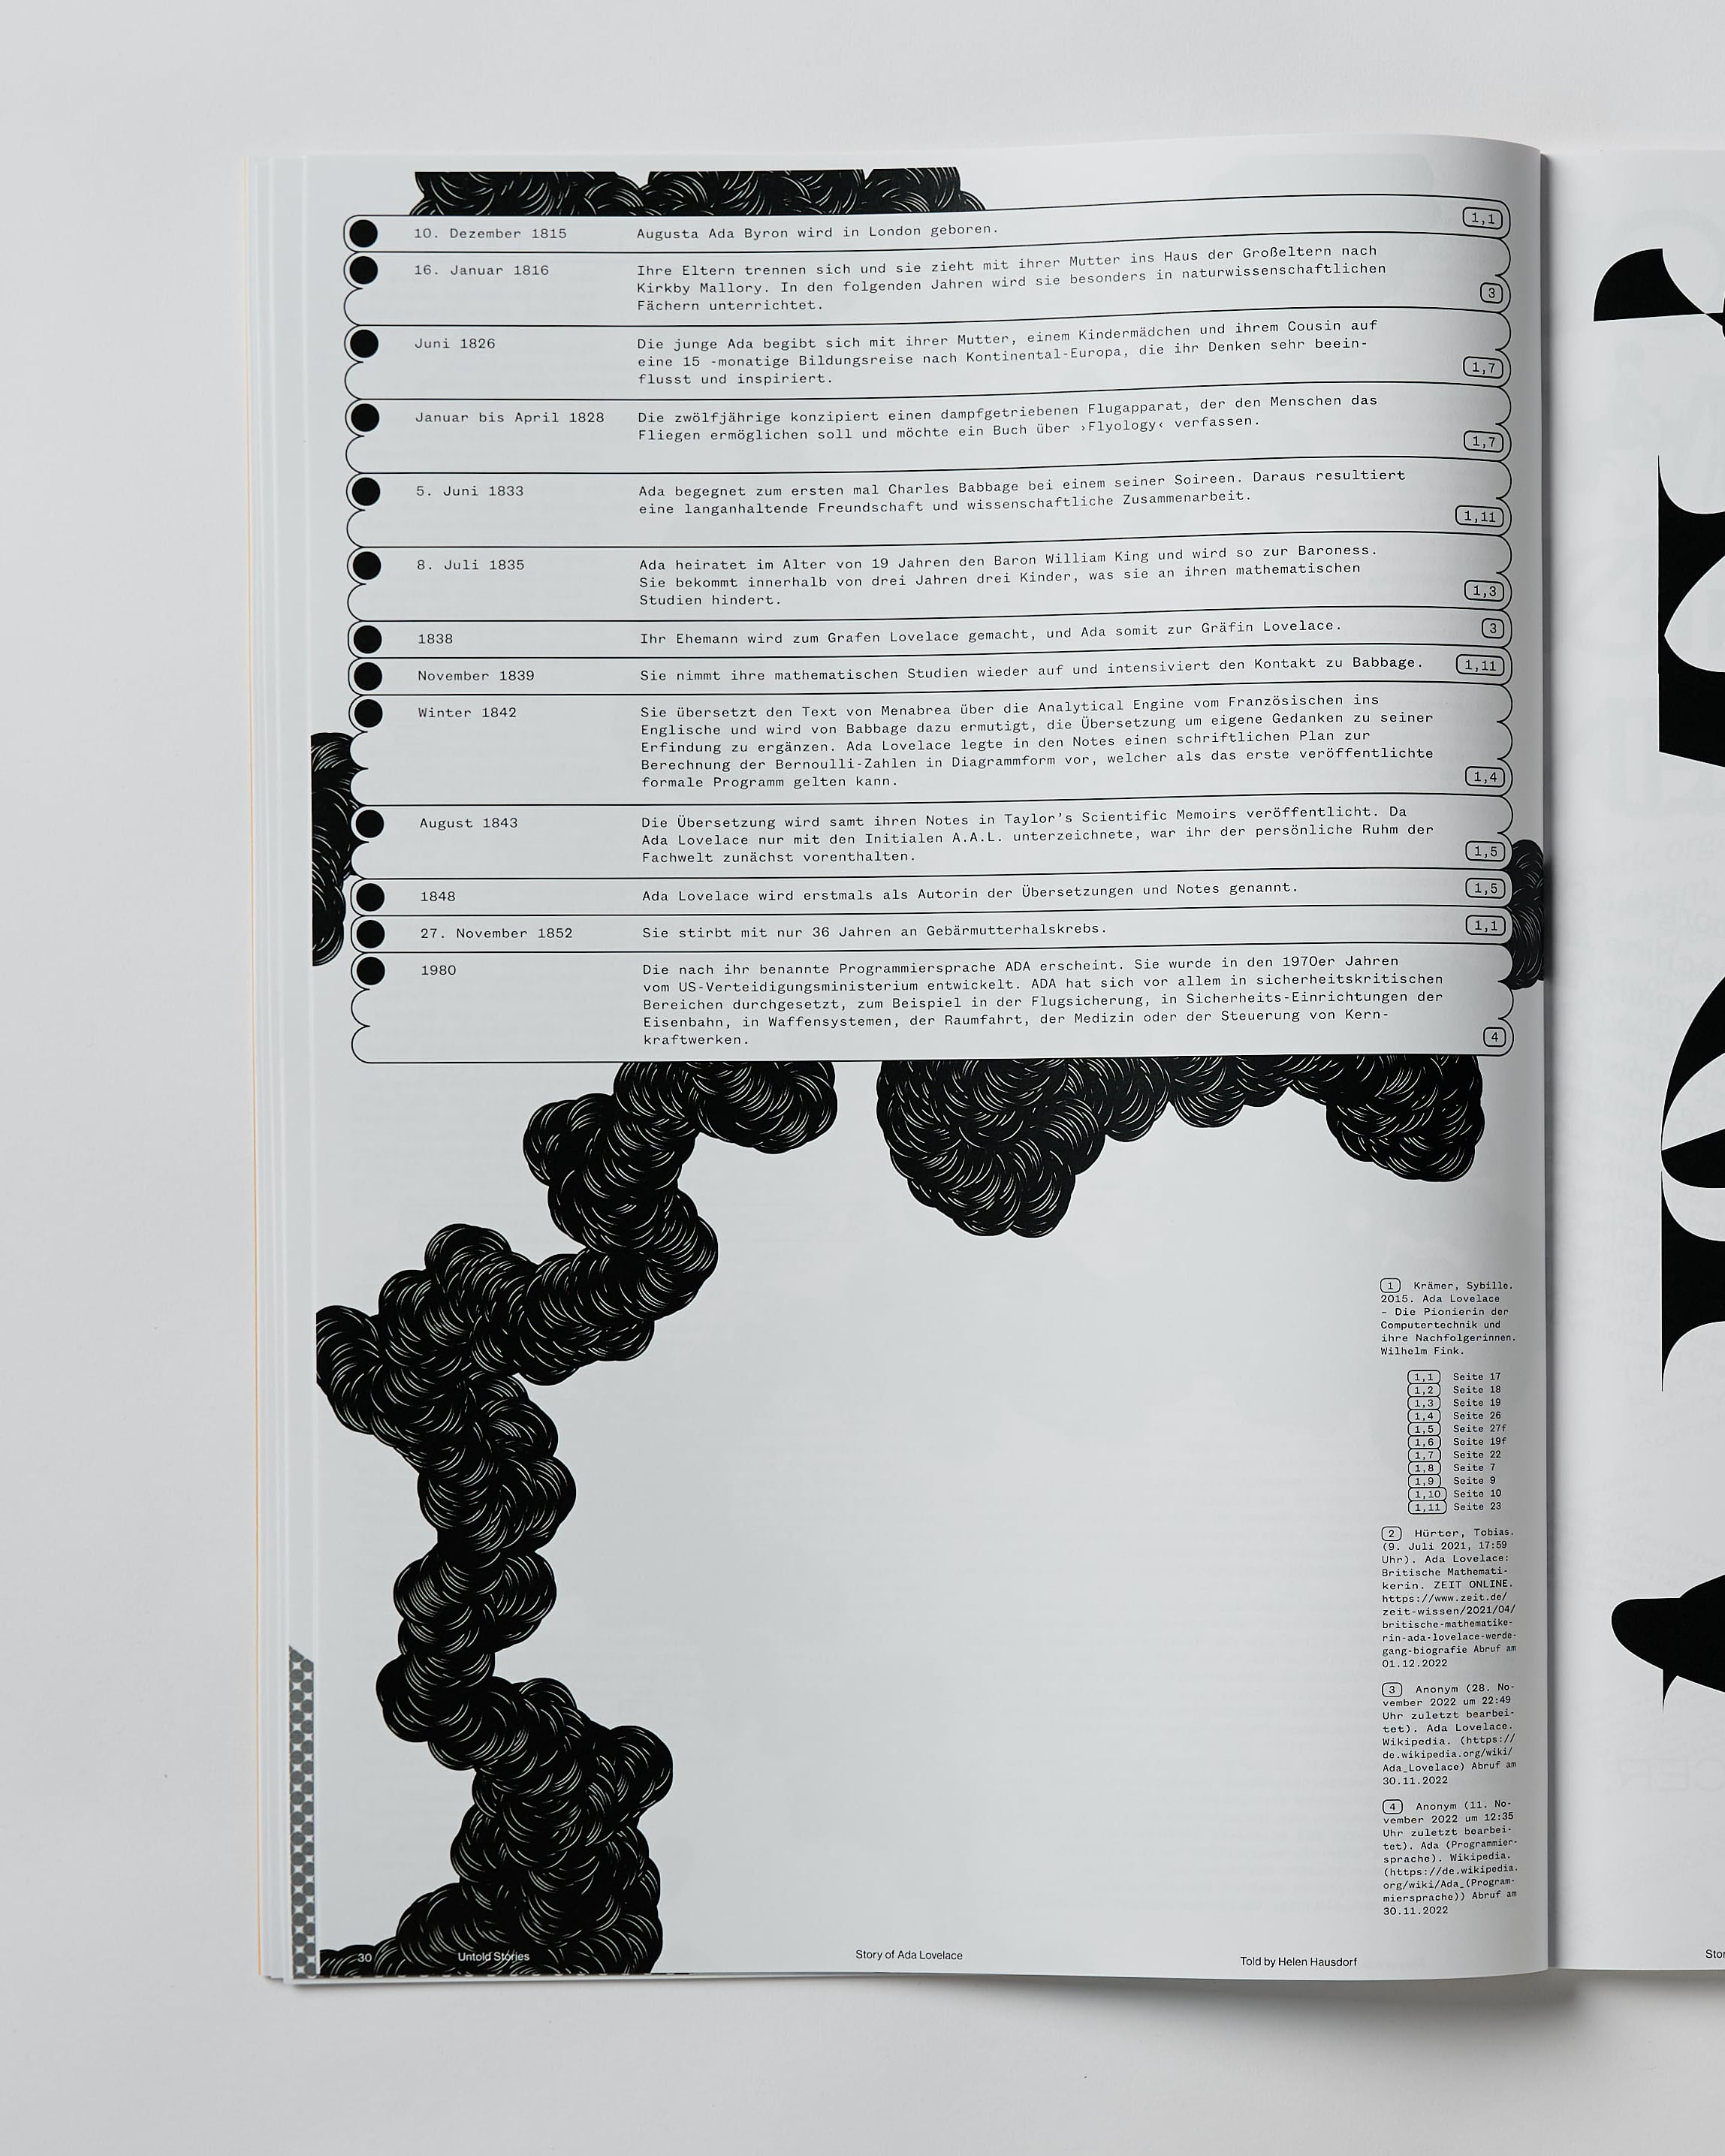 10. Dezember 1815 Augusta Ada Byron wird in London geboren. 1,1
16. Januar 1816 Ihre Eltern trennen sich und sie zieht mit ihrer Mutter ins Haus der Großeltern nach
Kirkby Mallory. In den folgenden Jahren wird sie besonders in naturwissenschaftlichen
Fächern unterrichtet. 3
Juni 1826 Die junge Ada begibt sich mit ihrer Mutter, einem Kindermädchen und ihrem Cousin auf
eine 15 -monatige Bildungsreise nach Kontinental-Europa, die ihr Denken sehr beein-
flusst und inspiriert. 1,7
Januar bis April 1828 Die zwölfjährige konzipiert einen dampfgetriebenen Flugapparat, der den Menschen das
Fliegen ermöglichen soll und möchte ein Buch über ›Flyology‹ verfassen. 1,7
5. Juni 1833 Ada begegnet zum ersten mal Charles Babbage bei einem seiner Soireen. Daraus resultiert
eine langanhaltende Freundschaft und wissenschaftliche Zusammenarbeit. 1,11
8. Juli 1835 Ada heiratet im Alter von 19 Jahren den Baron William King und wird so zur Baroness.
Sie bekommt innerhalb von drei Jahren drei Kinder, was sie an ihren mathematischen
Studien hindert. 1,3
1838 Ihr Ehemann wird zum Grafen Lovelace gemacht, und Ada somit zur Gräfin Lovelace. 3
November 1839 Sie nimmt ihre mathematischen Studien wieder auf und intensiviert den Kontakt zu Babbage. 1,11
Winter 1842 Sie übersetzt den Text von Menabrea über die Analytical Engine vom Französischen ins
Englische und wird von Babbage dazu ermutigt, die Übersetzung um eigene Gedanken zu seiner
Erfindung zu ergänzen. Ada Lovelace legte in den Notes einen schriftlichen Plan zur
Berechnung der Bernoulli-Zahlen in Diagrammform vor, welcher als das erste veröffentlichte
formale Programm gelten kann. 1,4
August 1843 Die Übersetzung wird samt ihren Notes in Taylor's Scientific Memoirs veröffentlicht. Da
Ada Lovelace nur mit den Initialen A.A.L. unterzeichnete, war ihr der persönliche Ruhm der
Fachwelt zunächst vorenthalten. 1,5
1848 Ada Lovelace wird erstmals als Autorin der Übersetzungen und Notes genannt. 1,5
27. November 1852 Sie stirbt mit nur 36 Jahren an Gebärmutterhalskrebs. 1,1
1980 Die nach ihr benannte Programmiersprache ADA erscheint. Sie wurde in den 1970er Jahren
vom US-Verteidigungsministerium entwickelt. ADA hat sich vor allem in sicherheitskritischen
Bereichen durchgesetzt, zum Beispiel in der Flugsicherung, in Sicherheits-Einrichtungen der
Eisenbahn, in Waffensystemen, der Raumfahrt, der Medizin oder der Steuerung von Kern-
kraftwerken. 4
1 Krämer, Sybille.
2015. Ada Lovelace
– Die Pionierin der
Computertechnik und
ihre Nachfolgerinnen.
Wilhelm Fink.
1,1 Seite 17
1,2 Seite 18
1,3 Seite 19
1,4 Seite 26
1,5 Seite 27f
1,6 Seite 19f
1,7 Seite 22
1,8 Seite 7
1,9 Seite 9
1,10 Seite 10
1,11 Seite 23
2 Hürter, Tobias.
(9. Juli 2021, 17:59
Uhr). Ada Lovelace:
Britische Mathemati-
kerin. ZEIT ONLINE.
https://www.zeit.de/
zeit-wissen/2021/04/
britische-mathematike-
rin-ada-lovelace-werde-
gang-biografie Abruf am
01.12.2022
3 Anonym (28. No-
vember 2022 um 22:49
Uhr zuletzt bearbei-
tet). Ada Lovelace.
Wikipedia. (https://
de.wikipedia.org/wiki/
Ada_Lovelace) Abruf am
30.11.2022
4 Anonym (11. No-
vember 2022 um 12:35
Uhr zuletzt bearbei-
tet). Ada (Programmier-
sprache). Wikipedia.
(https://de.wikipedia.
org/wiki/Ada_(Program-
miersprache)) Abruf am
30.11.2022
30 Untold Stories Story of Ada Lovelace Told by Helen Hausdorf